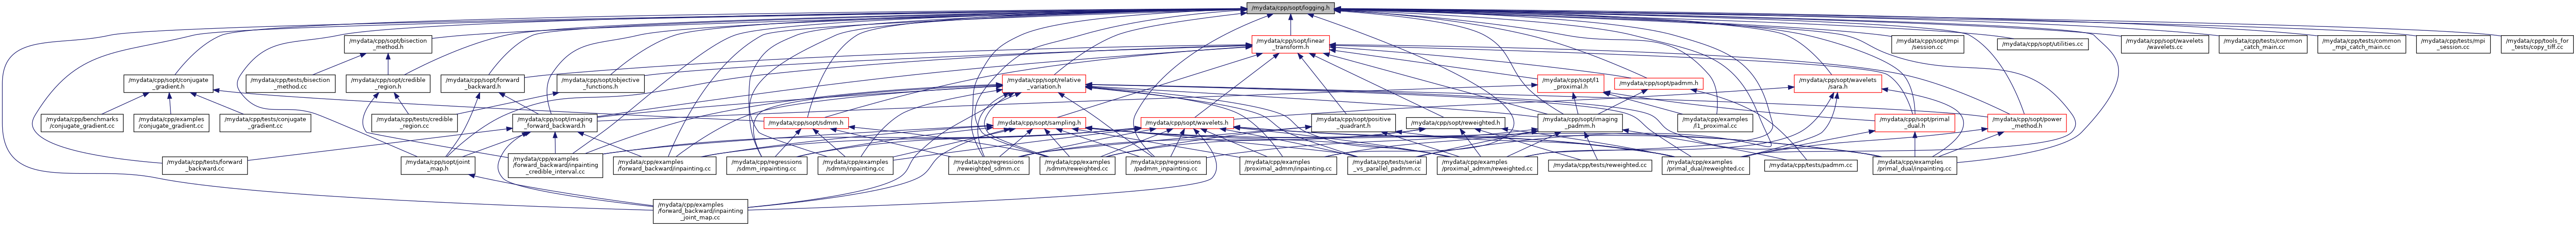 /mydata/cpp/sopt/logging.h
/mydata/cpp/sopt/bisection
_method.h
/mydata/cpp/sopt/linear
_transform.h
/mydata/cpp/sopt/mpi
/session.cc
/mydata/cpp/sopt/utilities.cc
/mydata/cpp/sopt/wavelets
/wavelets.cc
/mydata/cpp/tests/common
_catch_main.cc
/mydata/cpp/tests/common
_mpi_catch_main.cc
/mydata/cpp/tests/mpi
_session.cc
/mydata/cpp/tools_for
_tests/copy_tiff.cc
/mydata/cpp/sopt/conjugate
_gradient.h
/mydata/cpp/tests/bisection
_method.cc
/mydata/cpp/sopt/credible
_region.h
/mydata/cpp/sopt/forward
_backward.h
/mydata/cpp/sopt/objective
_functions.h
/mydata/cpp/sopt/relative
_variation.h
/mydata/cpp/sopt/l1
_proximal.h
/mydata/cpp/sopt/padmm.h
/mydata/cpp/sopt/wavelets
/sara.h
/mydata/cpp/benchmarks
/conjugate_gradient.cc
/mydata/cpp/examples
/conjugate_gradient.cc
/mydata/cpp/tests/conjugate
_gradient.cc
/mydata/cpp/tests/credible
_region.cc
/mydata/cpp/sopt/imaging
_forward_backward.h
/mydata/cpp/sopt/sdmm.h
/mydata/cpp/sopt/sampling.h
/mydata/cpp/sopt/wavelets.h
/mydata/cpp/sopt/positive
_quadrant.h
/mydata/cpp/sopt/reweighted.h
/mydata/cpp/sopt/imaging
_padmm.h
/mydata/cpp/examples
/l1_proximal.cc
/mydata/cpp/sopt/primal
_dual.h
/mydata/cpp/sopt/power
_method.h
/mydata/cpp/tests/forward
_backward.cc
/mydata/cpp/sopt/joint
_map.h
/mydata/cpp/examples
/forward_backward/inpainting
_credible_interval.cc
/mydata/cpp/examples
/forward_backward/inpainting.cc
/mydata/cpp/regressions
/sdmm_inpainting.cc
/mydata/cpp/examples
/sdmm/inpainting.cc
/mydata/cpp/regressions
/reweighted_sdmm.cc
/mydata/cpp/examples
/sdmm/reweighted.cc
/mydata/cpp/regressions
/padmm_inpainting.cc
/mydata/cpp/examples
/proximal_admm/inpainting.cc
/mydata/cpp/tests/serial
_vs_parallel_padmm.cc
/mydata/cpp/examples
/proximal_admm/reweighted.cc
/mydata/cpp/tests/reweighted.cc
/mydata/cpp/examples
/primal_dual/reweighted.cc
/mydata/cpp/tests/padmm.cc
/mydata/cpp/examples
/primal_dual/inpainting.cc
/mydata/cpp/examples
/forward_backward/inpainting
_joint_map.cc